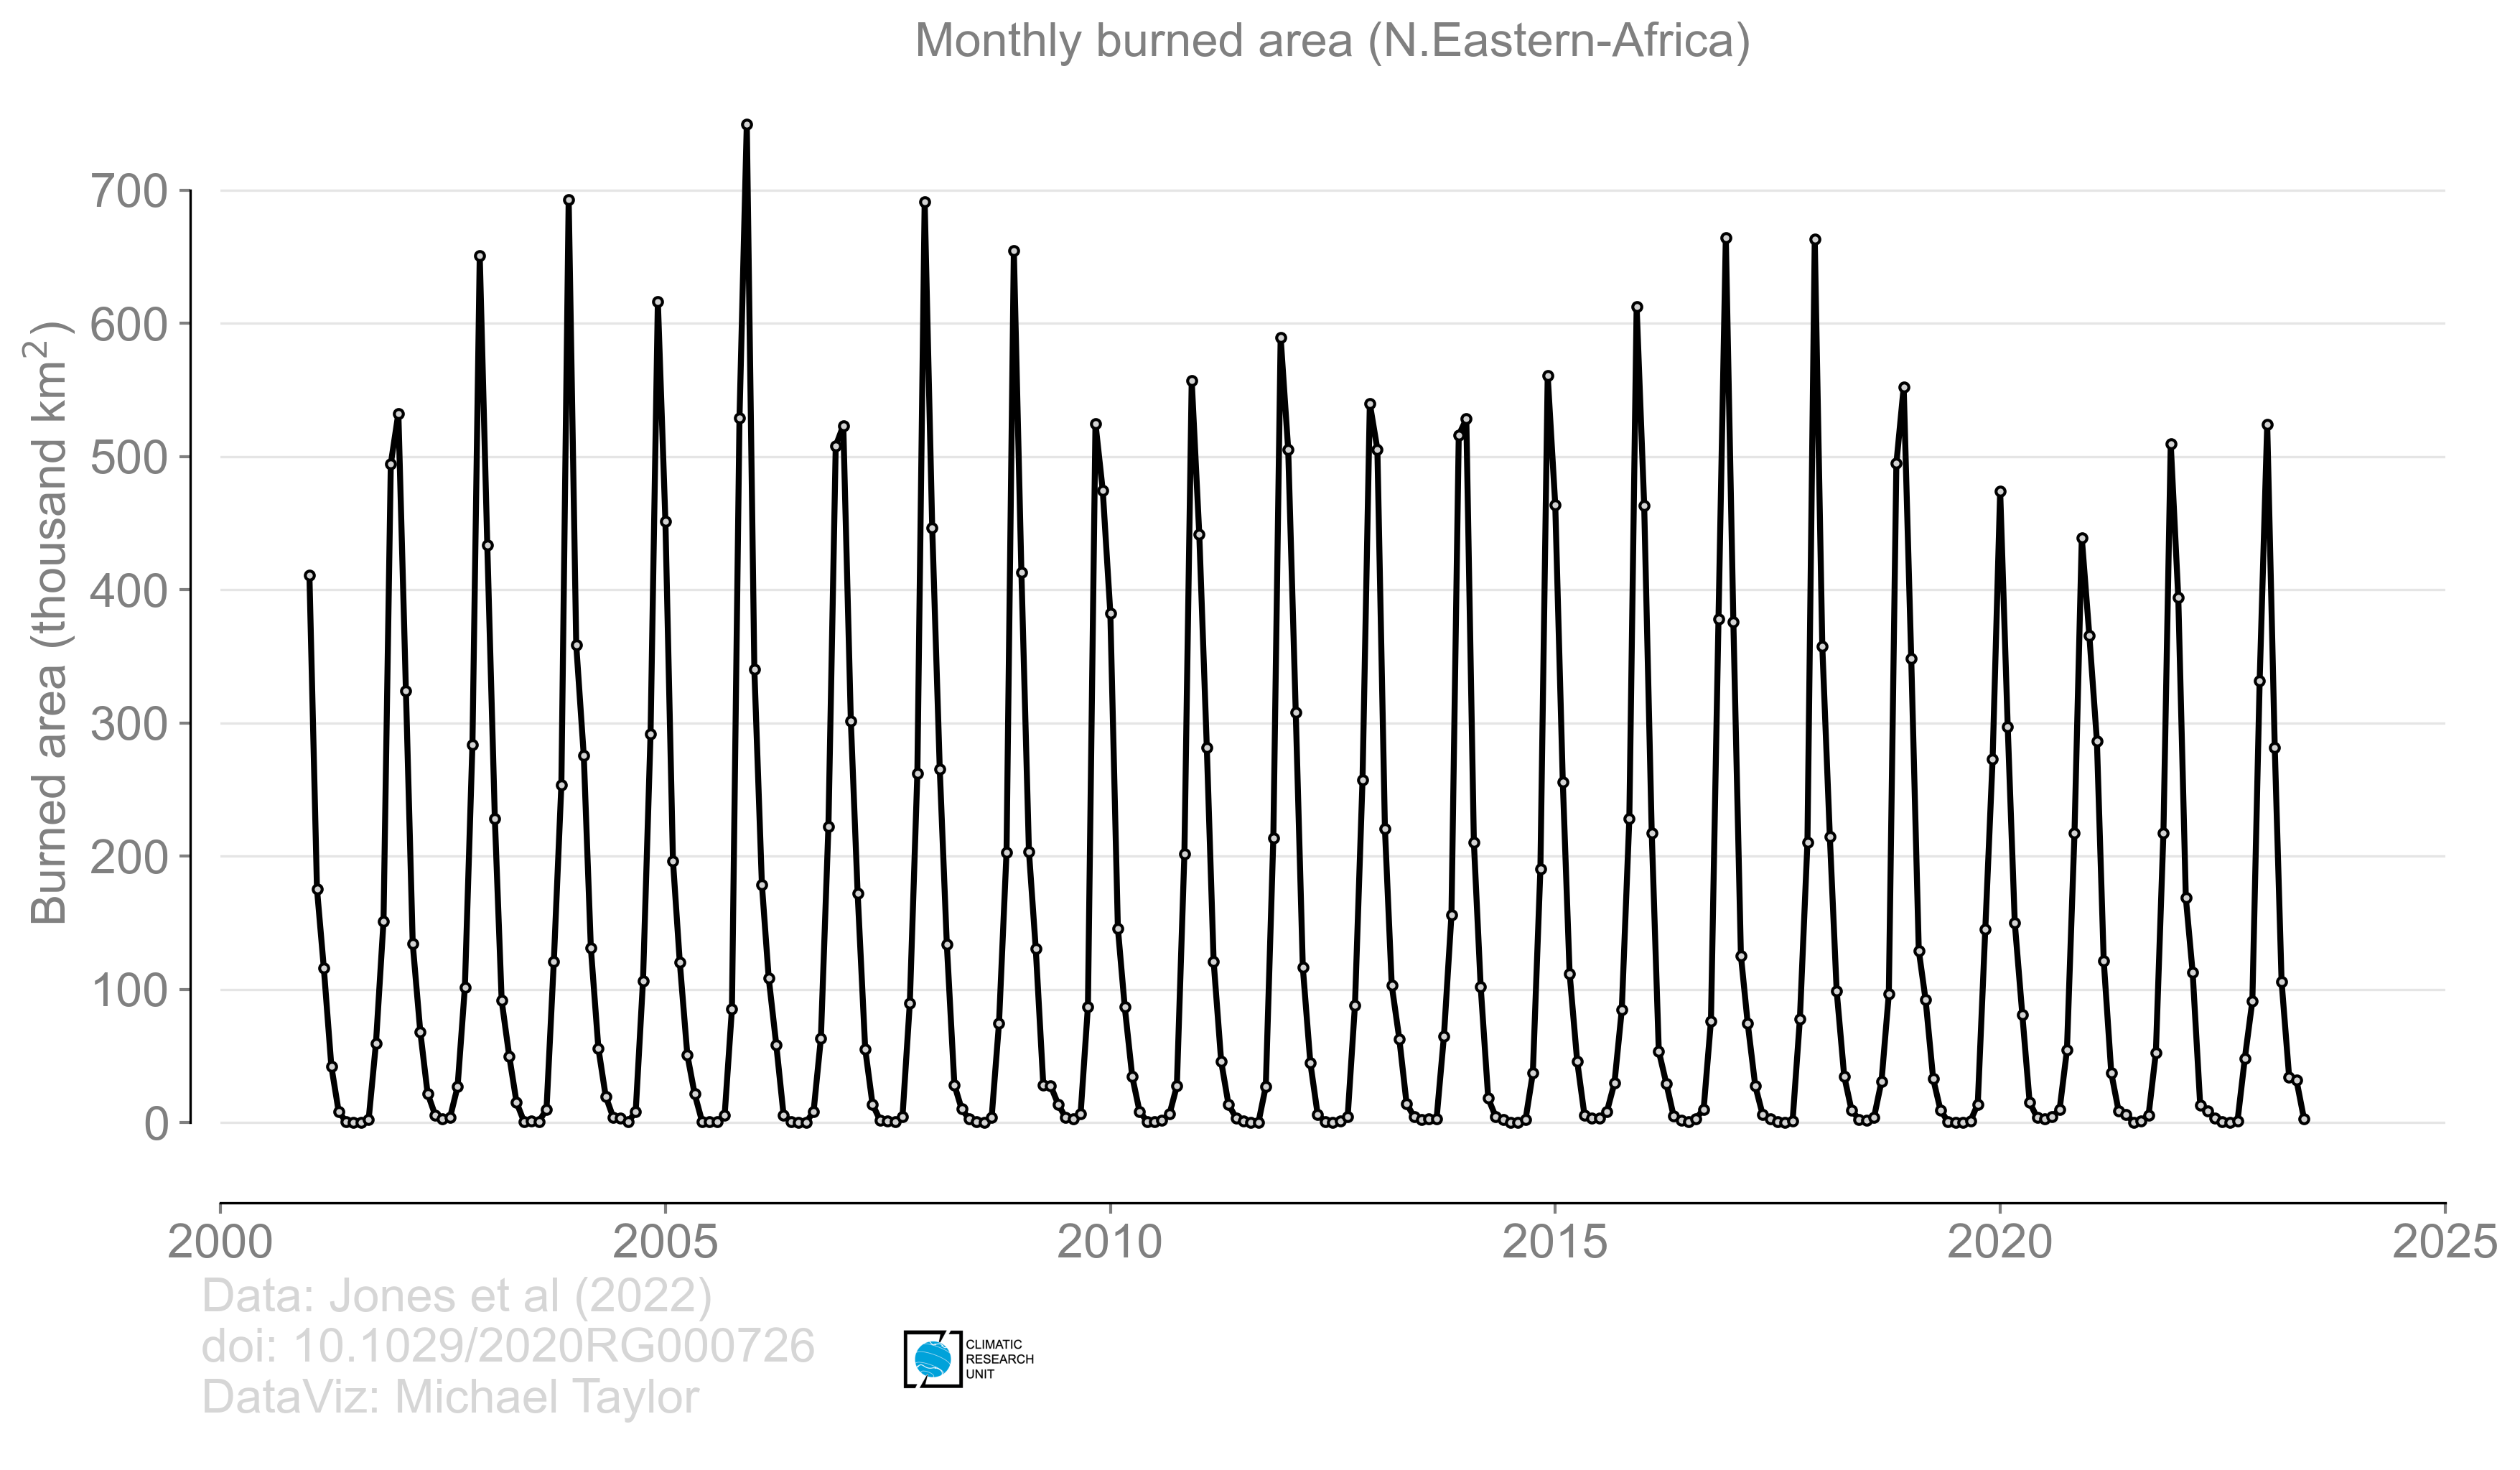 Monthly burned area (N.Eastern-Africa)
Burned area (thousand km²)
700
600
500
400
300
200
100
0
2000 2005 2010 2015 2020 2025
Data: Jones et al (2022)
doi: 10.1029/2020RG000726
DataViz: Michael Taylor
CLIMATIC
RESEARCH
UNIT